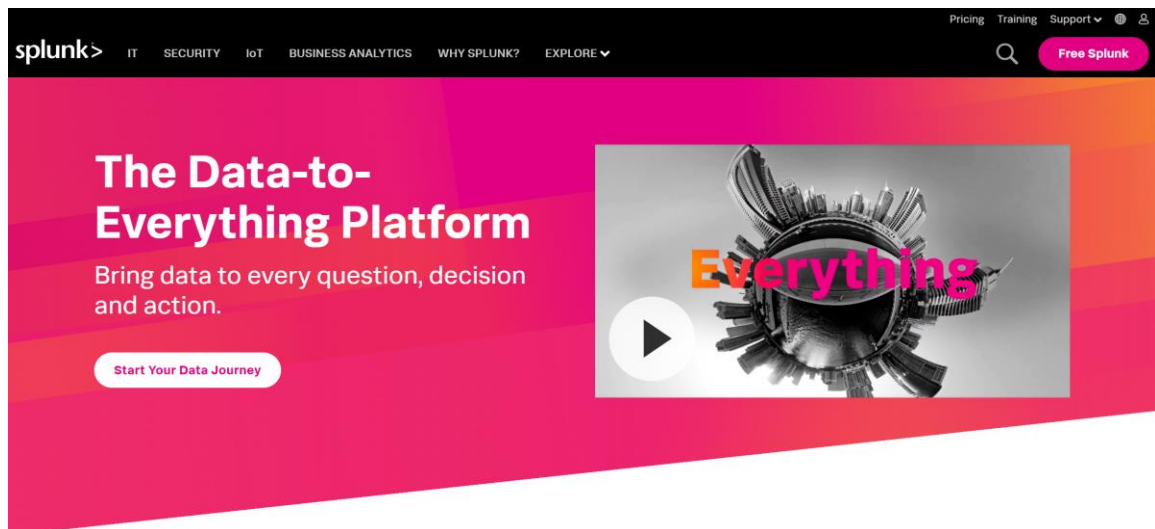 Pricing Training Support
splunk> IT SECURITY IoT BUSINESS ANALYTICS WHY SPLUNK? EXPLORE Free Splunk
The Data-to-
Everything Platform
Bring data to every question, decision
and action.
Start Your Data Journey
Everything